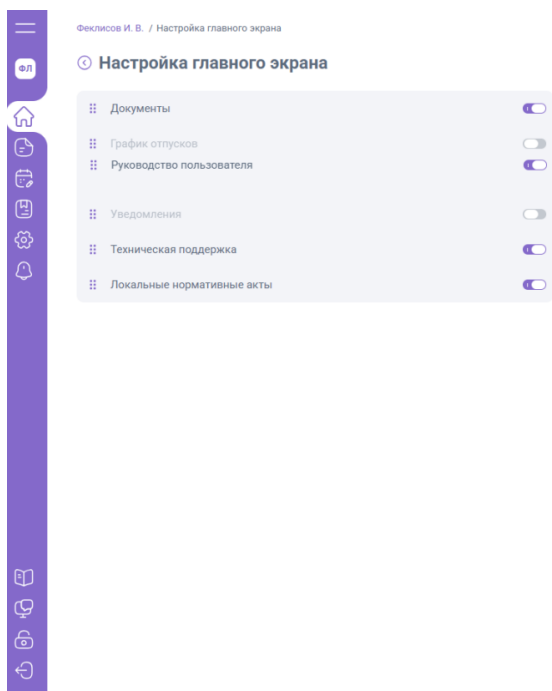 Феклисов И. В. / Настройка главного экрана
ФЛ
Настройка главного экрана
Документы
График отпусков
Руководство пользователя
Уведомления
Техническая поддержка
Локальные нормативные акты